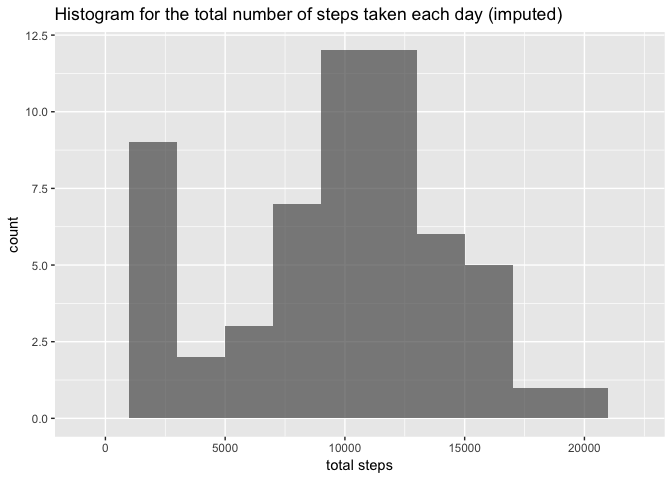 Histogram for the total number of steps taken each day (imputed)
12.5
10.0
7.5
5.0
2.5
0.0
count
0 5000 10000 15000 20000
total steps